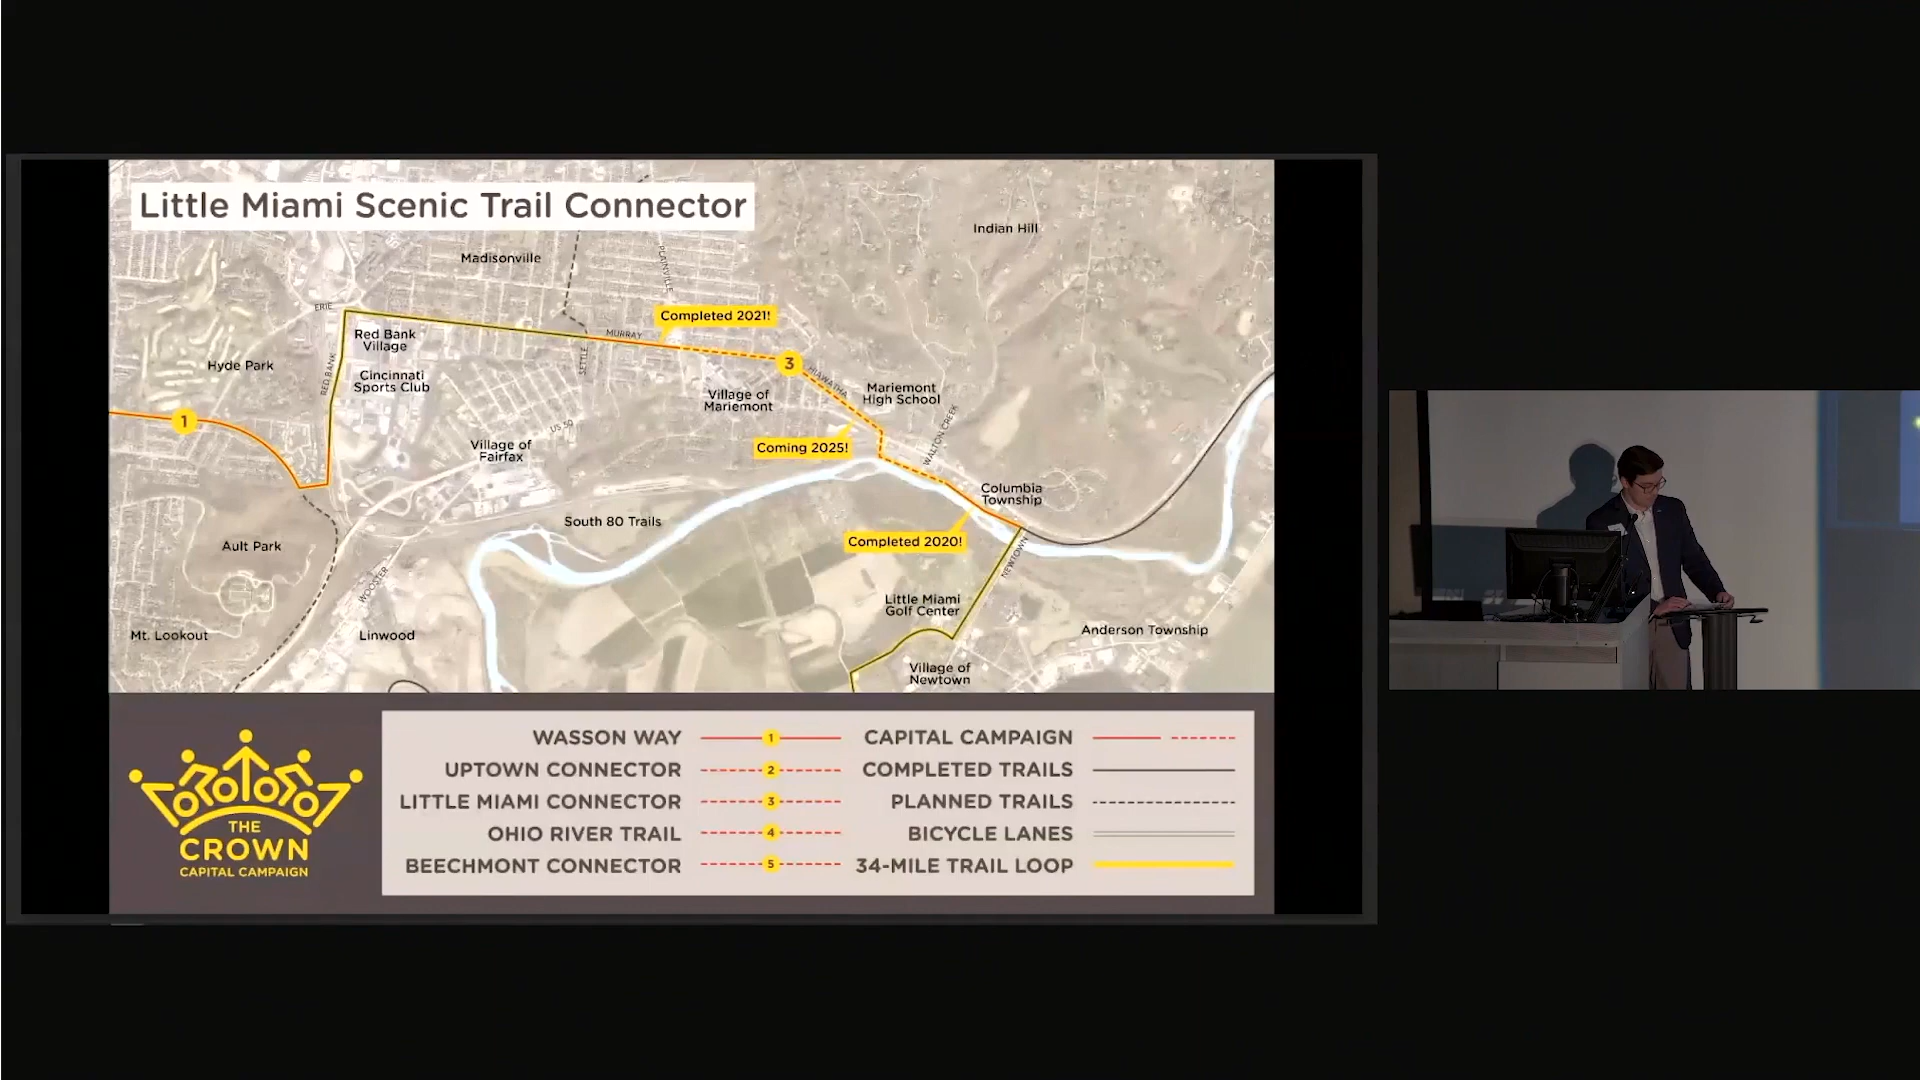 Little Miami Scenic Trail Connector
Indian Hill
Madisonville
PLAINVILLE
ERIE
Completed 2021!
Red Bank
Village
MURRAY
SETTLE
3
Hyde Park
RED BANK
Cincinnati
Sports Club
HIAWATHA
Village of
Mariemont
Mariemont
High School
1
US 50
Coming 2025!
WALTON CREEK
Village of
Fairfax
Columbia
Township
South 80 Trails
Completed 2020!
Ault Park
NEWTOWN
WOOSTER
Little Miami
Golf Center
Mt. Lookout
Linwood
Anderson Township
Village of
Newtown
THE
CROWN
CAPITAL CAMPAIGN
WASSON WAY 1
UPTOWN CONNECTOR 2
LITTLE MIAMI CONNECTOR 3
OHIO RIVER TRAIL 4
BEECHMONT CONNECTOR 5
CAPITAL CAMPAIGN
COMPLETED TRAILS
PLANNED TRAILS
BICYCLE LANES
34-MILE TRAIL LOOP